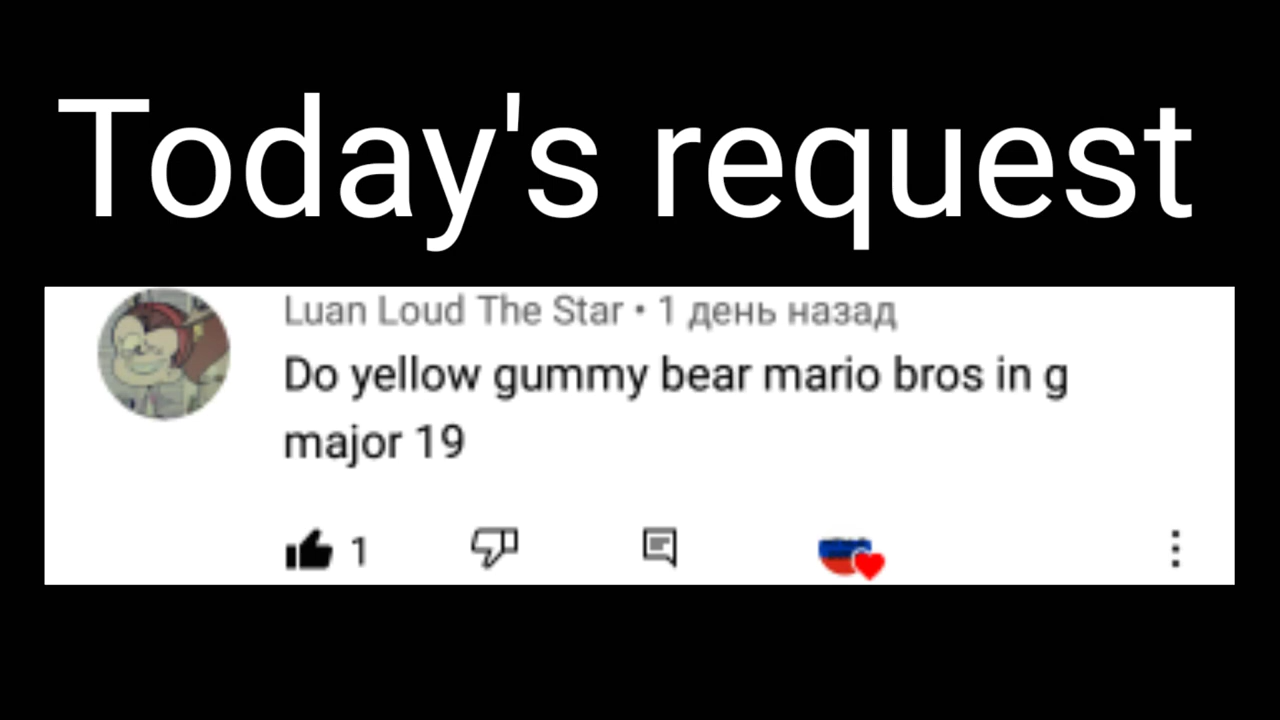 Today's request
Luan Loud The Star • 1 день назад
Do yellow gummy bear mario bros in g
major 19
1